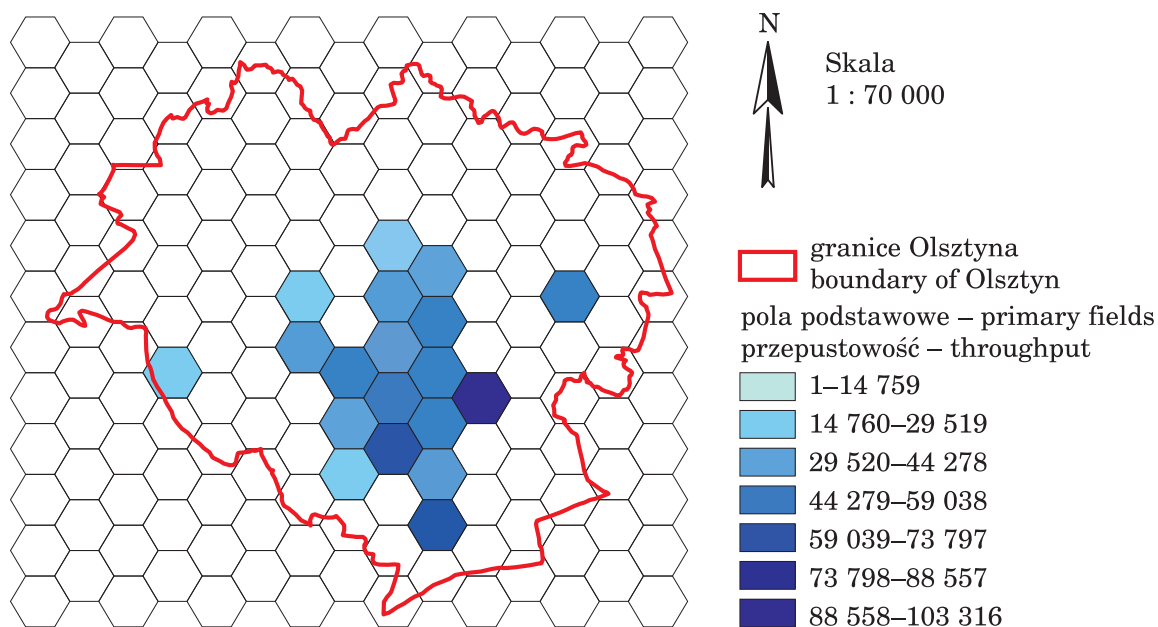 N
Skala
1 : 70 000
granice Olsztyna
boundary of Olsztyn
pola podstawowe – primary fields
przepustowość – throughput
1–14 759
14 760–29 519
29 520–44 278
44 279–59 038
59 039–73 797
73 798–88 557
88 558–103 316